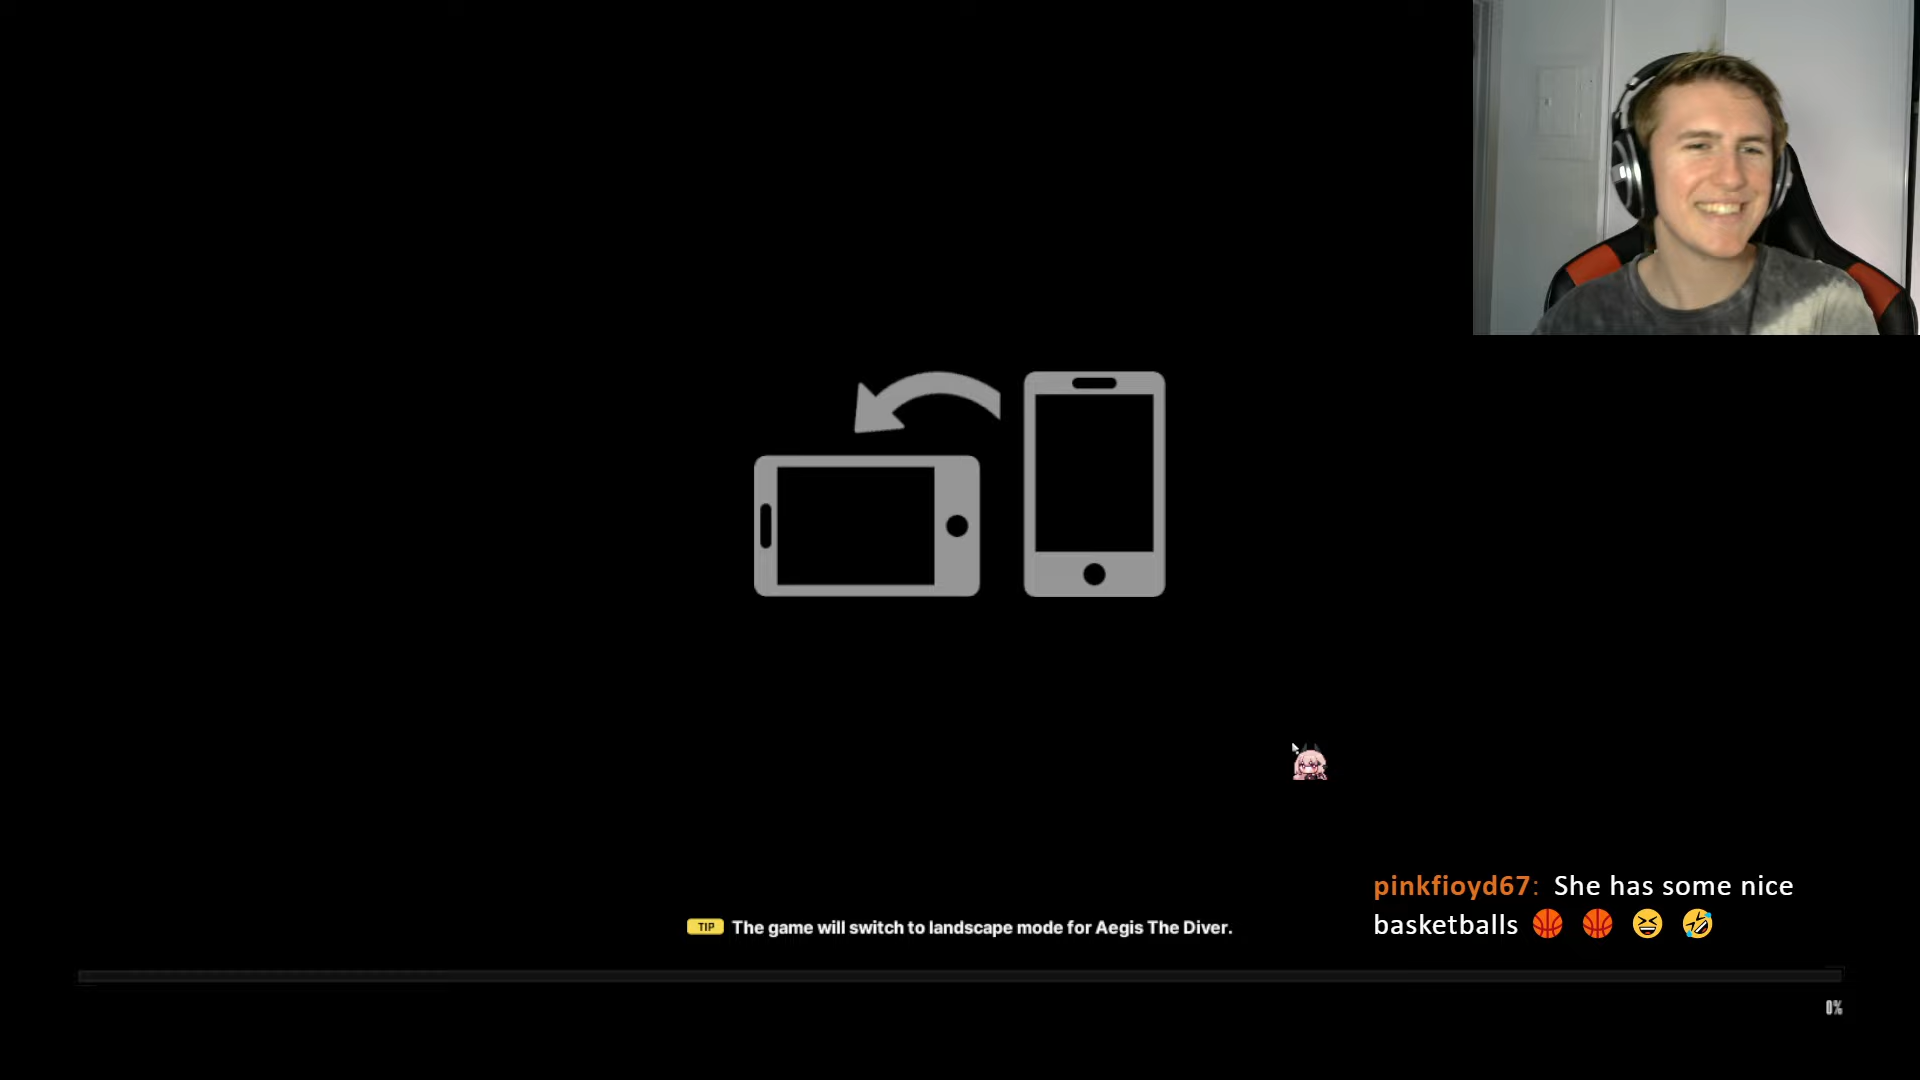 pinkfioyd67: She has some nice
basketballs 🏀 🏀 😆 🤣
TIP The game will switch to landscape mode for Aegis The Diver.
0%